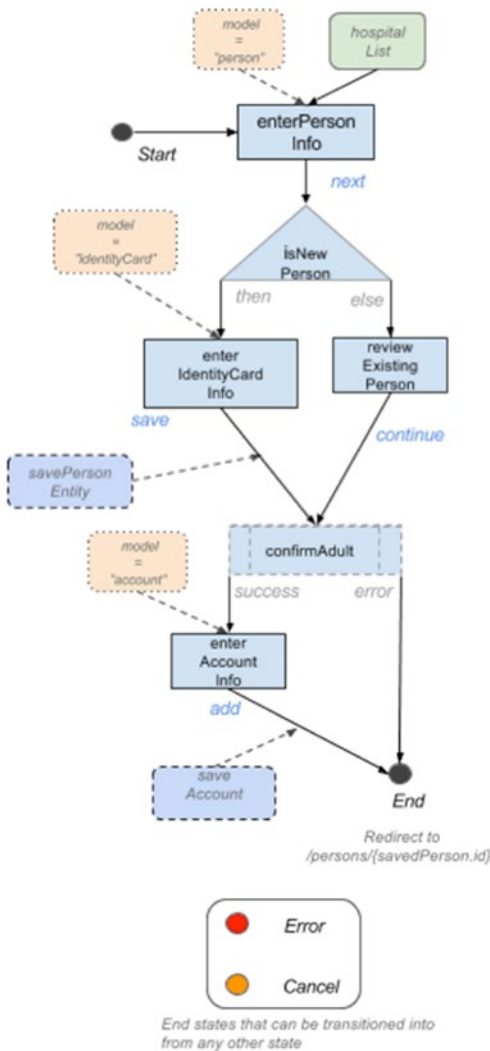 model
=
"person"
hospital
List
enterPerson
Info
Start
next
model
=
"identityCard"
isNew
Person
then
else
enter
IdentityCard
Info
review
Existing
Person
save
continue
savePerson
Entity
confirmAdult
model
=
"account"
success
error
enter
Account
Info
add
save
Account
End
Redirect to
/persons/{savedPerson.id}
Error
Cancel
End states that can be transitioned into
from any other state